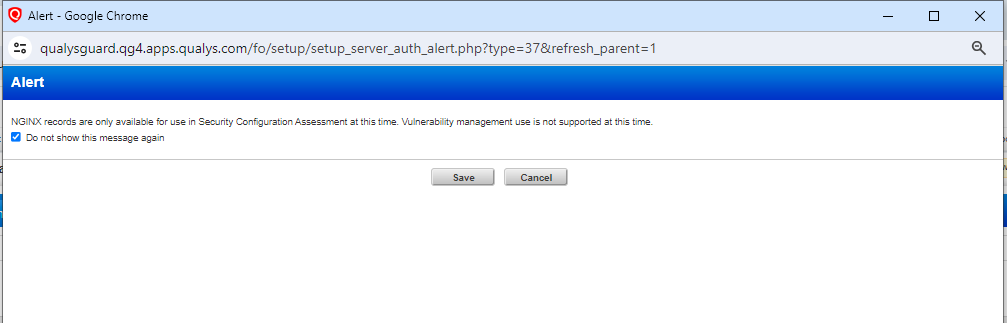 Alert - Google Chrome
qualysguard.qg4.apps.qualys.com/fo/setup/setup_server_auth_alert.php?type=37&refresh_parent=1
Alert
NGINX records are only available for use in Security Configuration Assessment at this time. Vulnerability management use is not supported at this time.
Do not show this message again
Save Cancel